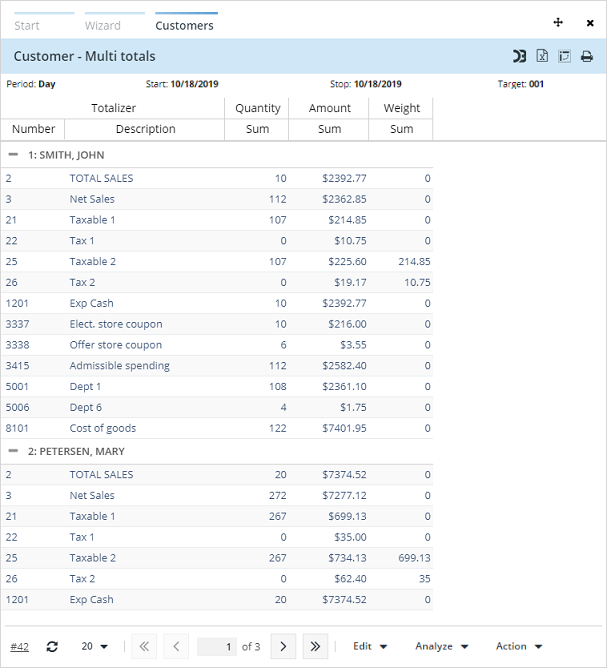 Start Wizard Customers
Customer - Multi totals
Period: Day Start: 10/18/2019 Stop: 10/18/2019 Target: 001
Totalizer Quantity Amount Weight
Number Description Sum Sum Sum
1: SMITH, JOHN
2 TOTAL SALES 10 $2392.77 0
3 Net Sales 112 $2362.85 0
21 Taxable 1 107 $214.85 0
22 Tax 1 0 $10.75 0
25 Taxable 2 107 $225.60 214.85
26 Tax 2 0 $19.17 10.75
1201 Exp Cash 10 $2392.77 0
3337 Elect. store coupon 10 $216.00 0
3338 Offer store coupon 6 $3.55 0
3415 Admissible spending 112 $2582.40 0
5001 Dept 1 108 $2361.10 0
5006 Dept 6 4 $1.75 0
8101 Cost of goods 122 $7401.95 0
2: PETERSEN, MARY
2 TOTAL SALES 20 $7374.52 0
3 Net Sales 272 $7277.12 0
21 Taxable 1 267 $699.13 0
22 Tax 1 0 $35.00 0
25 Taxable 2 267 $734.13 699.13
26 Tax 2 0 $62.40 35
1201 Exp Cash 20 $7374.52 0
#42 20 1 of 3 Edit Analyze Action